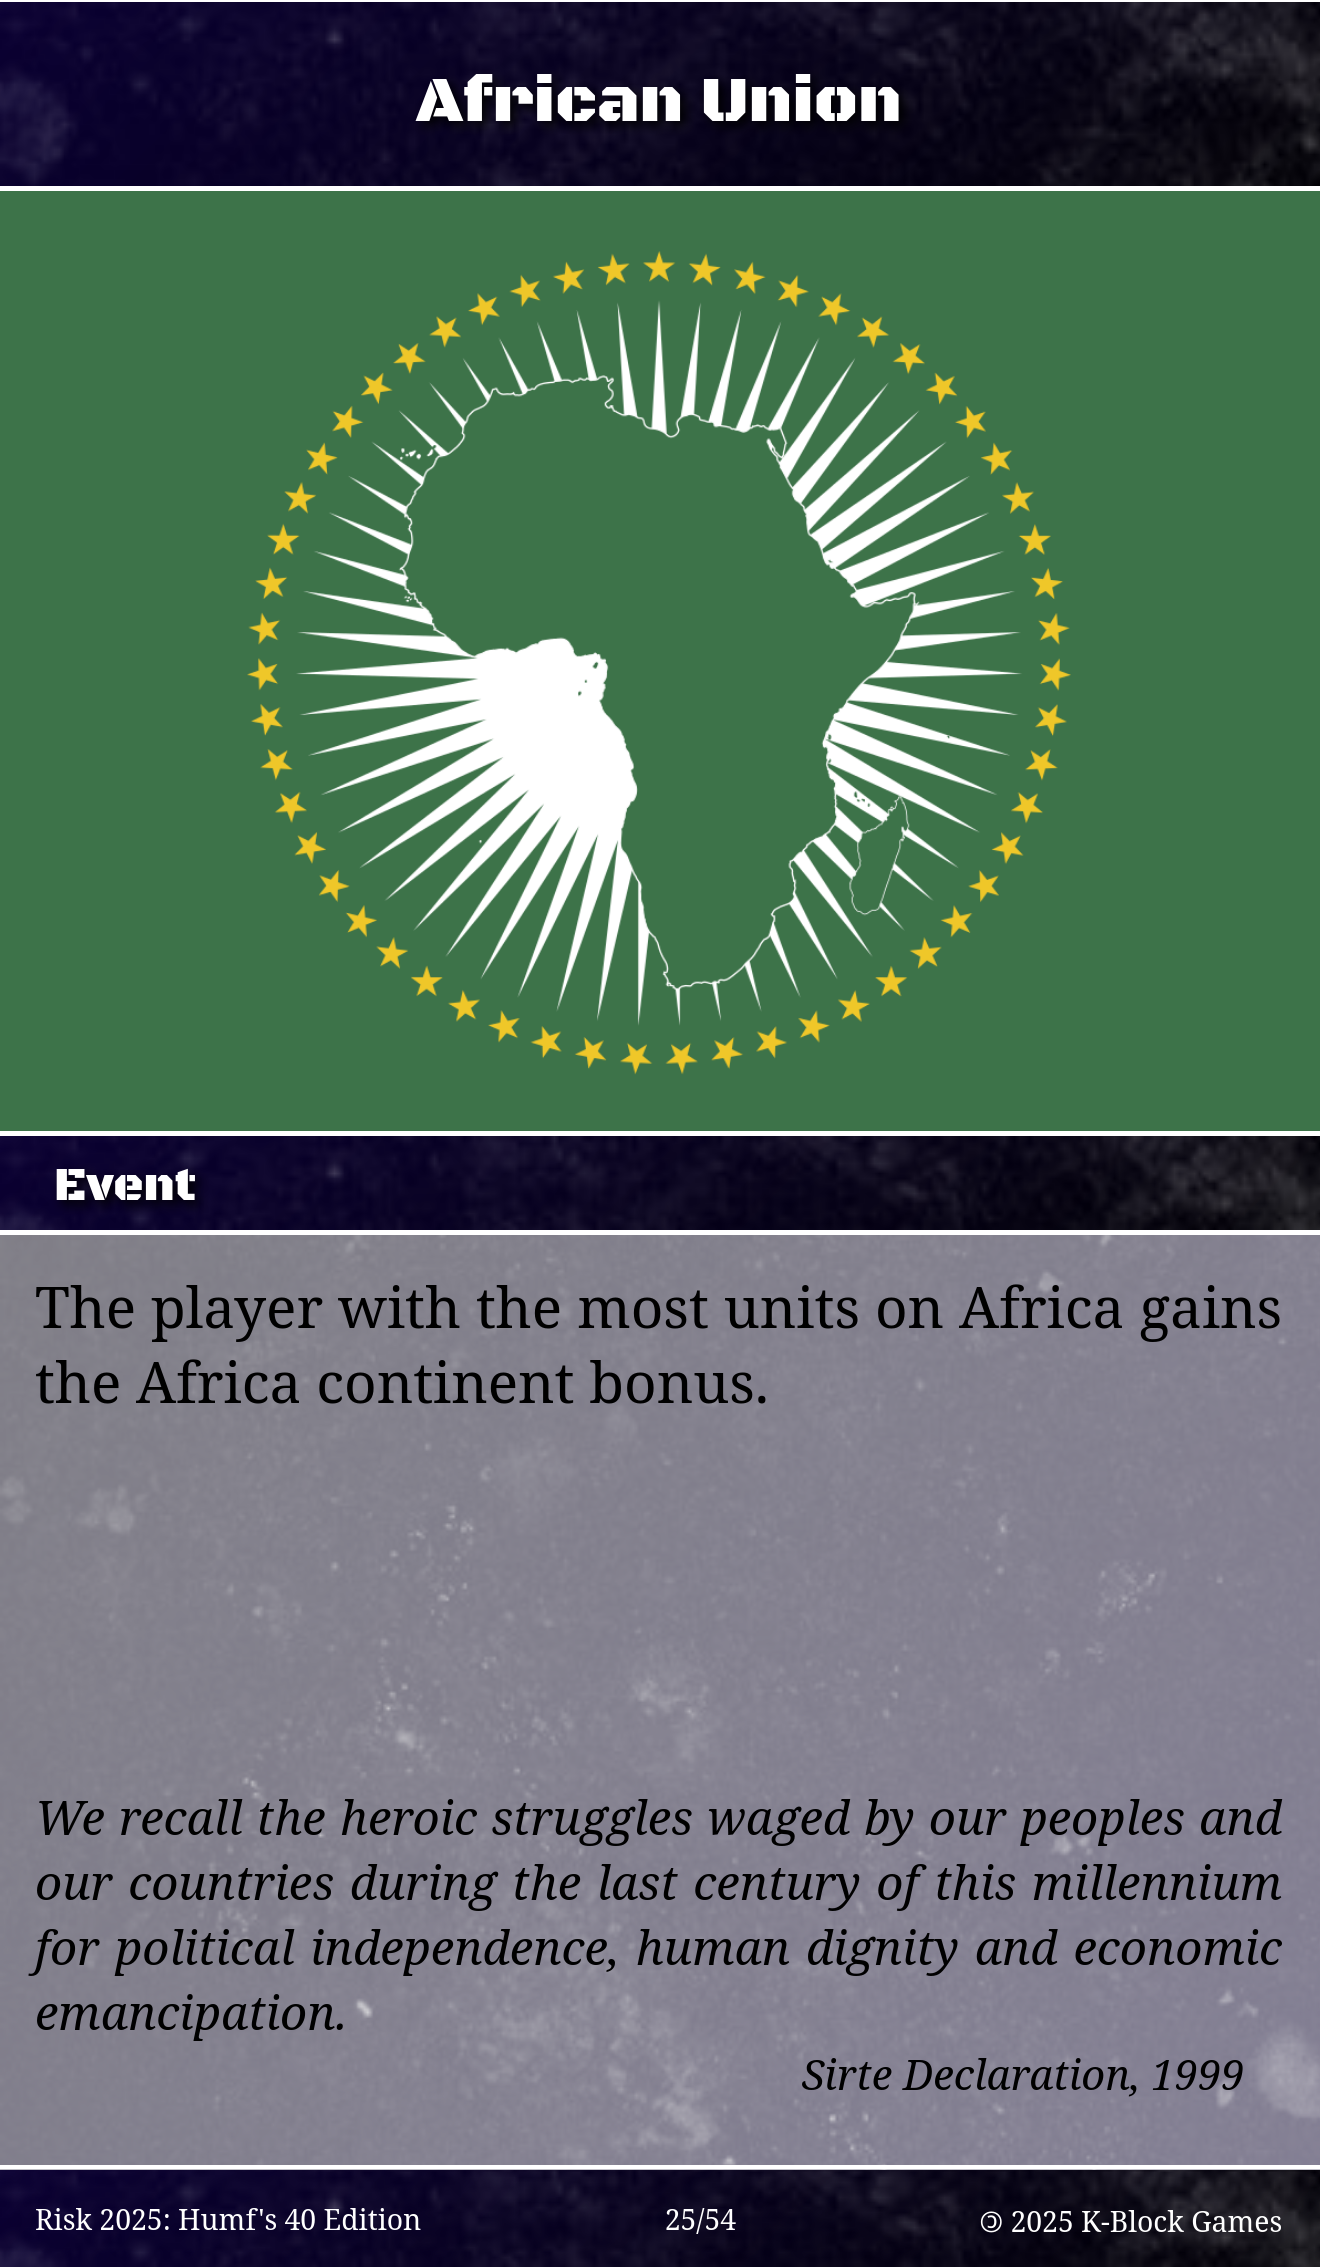 African Union
Event
The player with the most units on Africa gains
the Africa continent bonus.
We recall the heroic struggles waged by our peoples and
our countries during the last century of this millennium
for political independence, human dignity and economic
emancipation.
Sirte Declaration, 1999
Risk 2025: Humf's 40 Edition 25/54 🄯 2025 K-Block Games